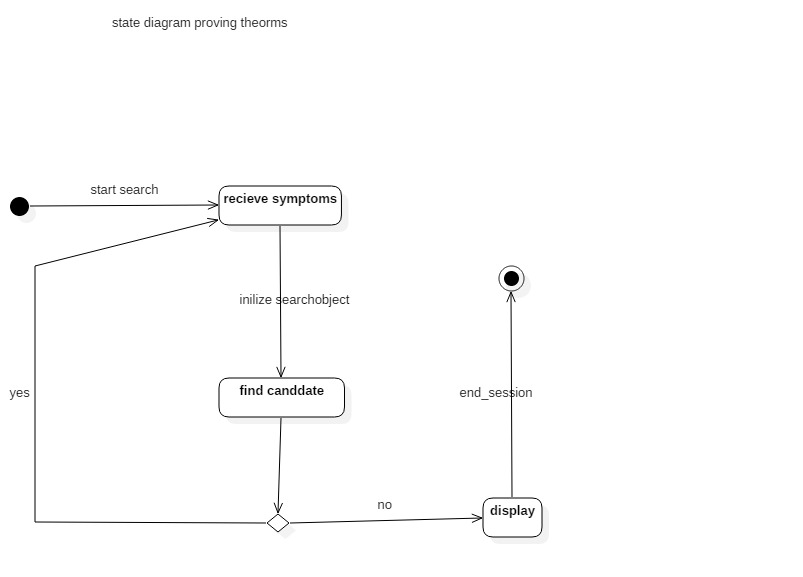 state diagram proving theorms
start search
recieve symptoms
inilize searchobject
find canddate
yes
end_session
no
display